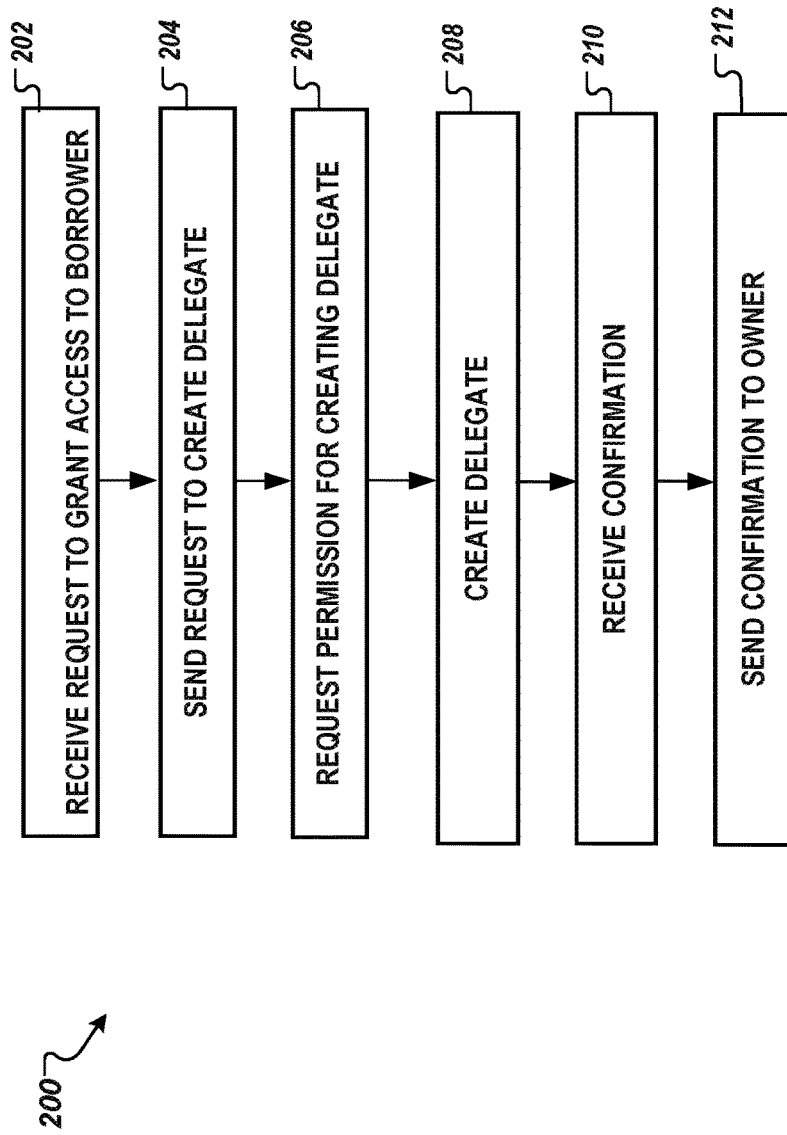 200
RECEIVE REQUEST TO GRANT ACCESS TO BORROWER
202
SEND REQUEST TO CREATE DELEGATE
204
REQUEST PERMISSION FOR CREATING DELEGATE
206
CREATE DELEGATE
208
RECEIVE CONFIRMATION
210
SEND CONFIRMATION TO OWNER
212